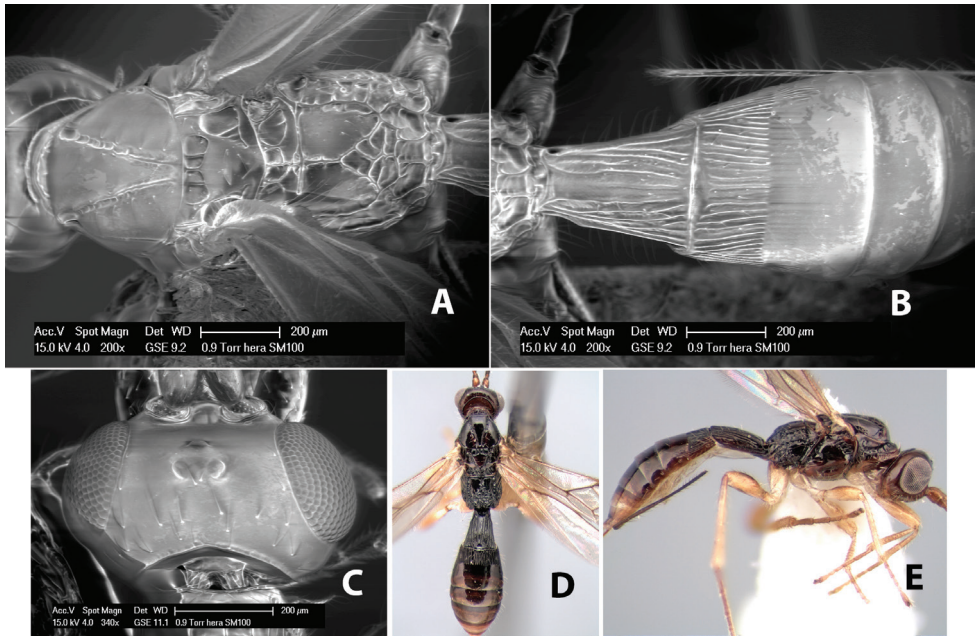 A
Acc.V Spot Magn Det WD 200 µm
15.0 kV 4.0 200x GSE 9.2 0.9 Torr hera SM100
B
Acc.V Spot Magn Det WD 200 µm
15.0 kV 4.0 200x GSE 9.2 0.9 Torr hera SM100
C
Acc.V Spot Magn Det WD 200 µm
15.0 kV 4.0 340x GSE 11.1 0.9 Torr hera SM100
D
E